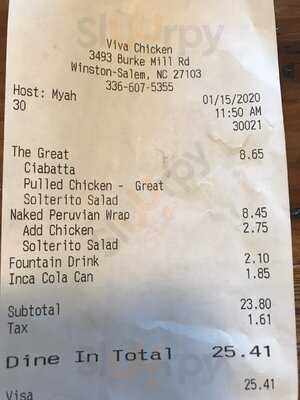 Viva Chicken
3493 Burke Mill Rd
Winston-Salem, NC 27103
336-607-5355
Host: Myah 01/15/2020
30 11:50 AM
30021
The Great 8.65
Ciabatta
Pulled Chicken - Great
Solterito Salad
Naked Peruvian Wrap 8.45
Add Chicken 2.75
Solterito Salad
Fountain Drink 2.10
Inca Cola Can 1.85
Subtotal 23.80
Tax 1.61
Dine In Total 25.41
Visa 25.41